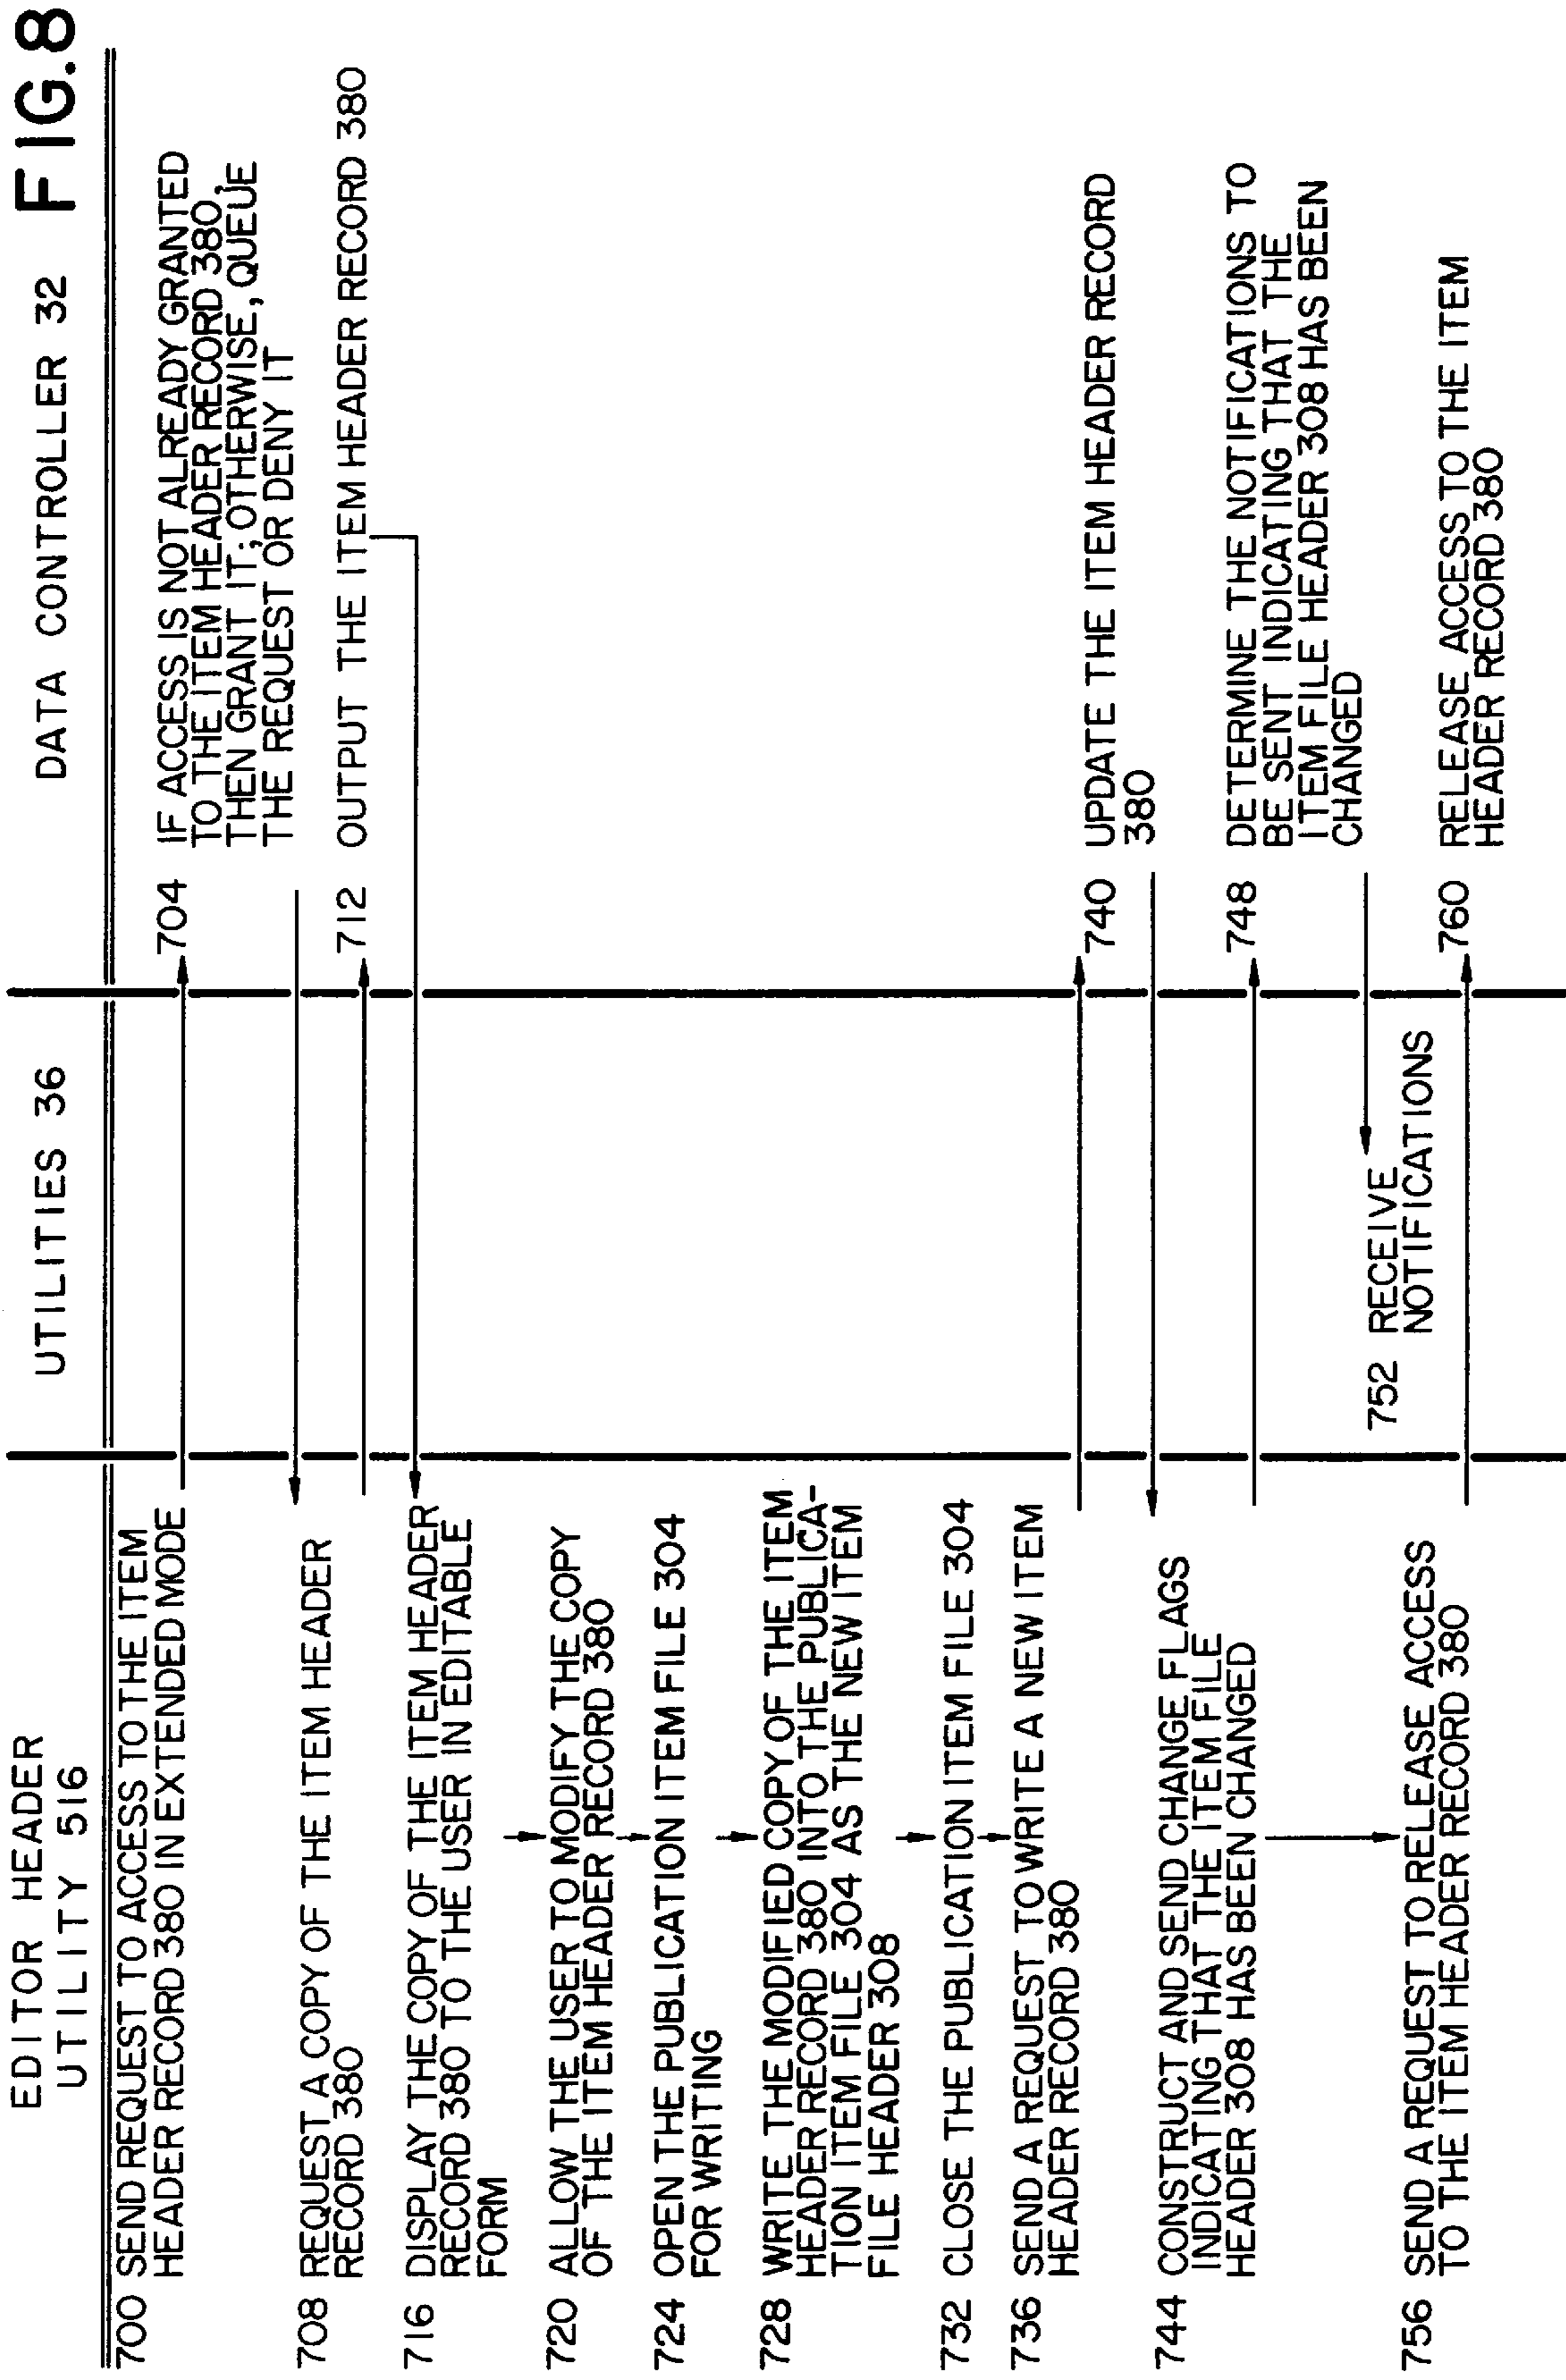 FIG.8
EDITOR HEADER
UTILITY 516
UTILITIES 36
DATA CONTROLLER 32
700 SEND REQUEST TO ACCESS TO THE ITEM
HEADER RECORD 380 IN EXTENDED MODE
704 IF ACCESS IS NOT ALREADY GRANTED
TO THE ITEM HEADER RECORD 380,
THEN GRANT IT; OTHERWISE, QUEUE
THE REQUEST OR DENY IT
708 REQUEST A COPY OF THE ITEM HEADER
RECORD 380
712 OUTPUT THE ITEM HEADER RECORD 380
716 DISPLAY THE COPY OF THE ITEM HEADER
RECORD 380 TO THE USER IN EDITABLE
FORM
720 ALLOW THE USER TO MODIFY THE COPY
OF THE ITEM HEADER RECORD 380
724 OPEN THE PUBLICATION ITEM FILE 304
FOR WRITING
728 WRITE THE MODIFIED COPY OF THE ITEM
HEADER RECORD 380 INTO THE PUBLICA-
TION ITEM FILE 304 AS THE NEW ITEM
FILE HEADER 308
732 CLOSE THE PUBLICATION ITEM FILE 304
736 SEND A REQUEST TO WRITE A NEW ITEM
HEADER RECORD 380
740 UPDATE THE ITEM HEADER RECORD
380
744 CONSTRUCT AND SEND CHANGE FLAGS
INDICATING THAT THE ITEM FILE
HEADER 308 HAS BEEN CHANGED
748 DETERMINE THE NOTIFICATIONS TO
BE SENT INDICATING THAT THE
ITEM FILE HEADER 308 HAS BEEN
CHANGED
752 RECEIVE
NOTIFICATIONS
756 SEND A REQUEST TO RELEASE ACCESS
TO THE ITEM HEADER RECORD 380
760 RELEASE ACCESS TO THE ITEM
HEADER RECORD 380